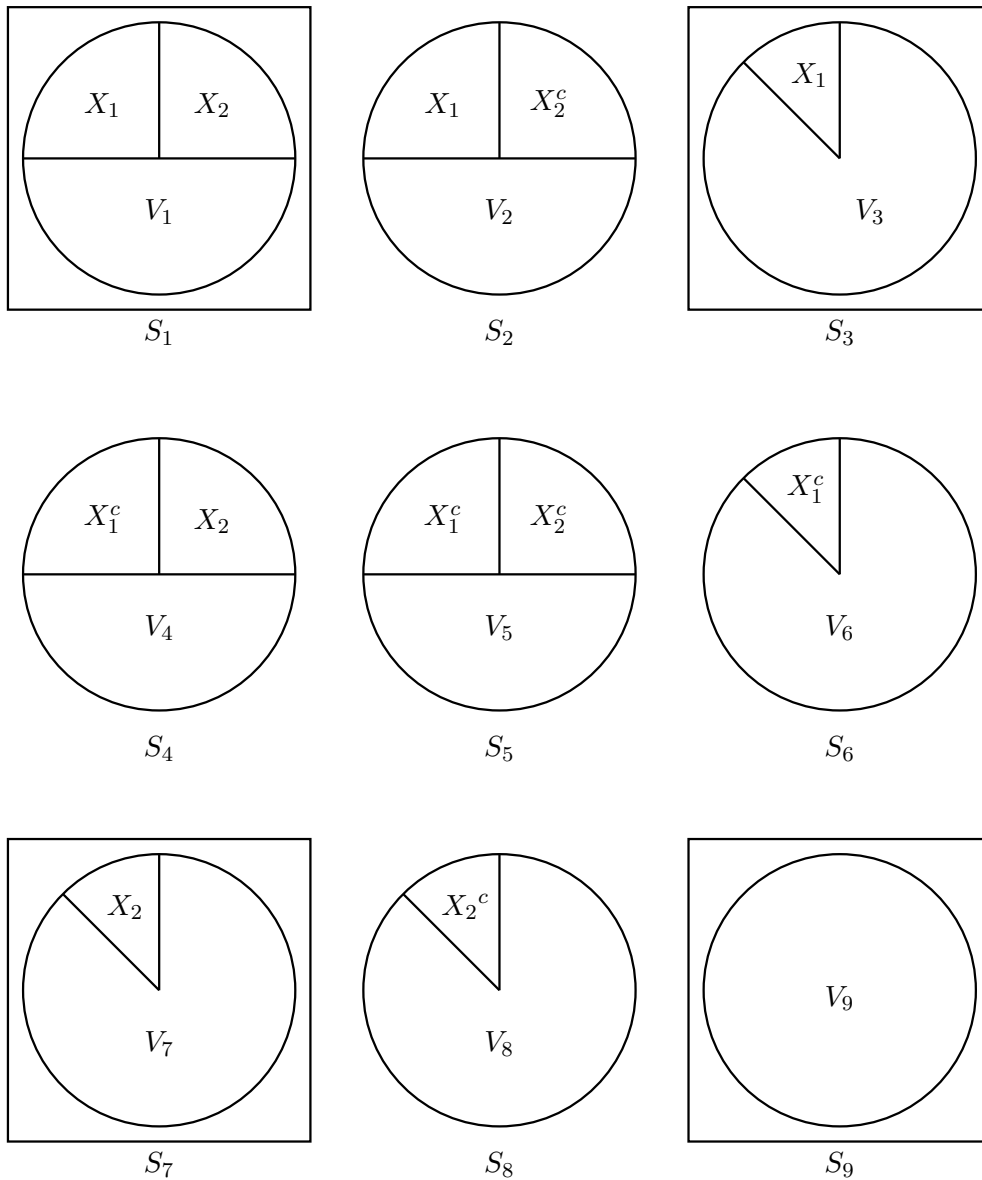 X₁ X₂ X₁ X₂ᶜ X₁
V₁ V₂ V₃
S₁ S₂ S₃
X₁ᶜ X₂ X₁ᶜ X₂ᶜ X₁ᶜ
V₄ V₅ V₆
S₄ S₅ S₆
X₂ X₂ᶜ
V₇ V₈ V₉
S₇ S₈ S₉